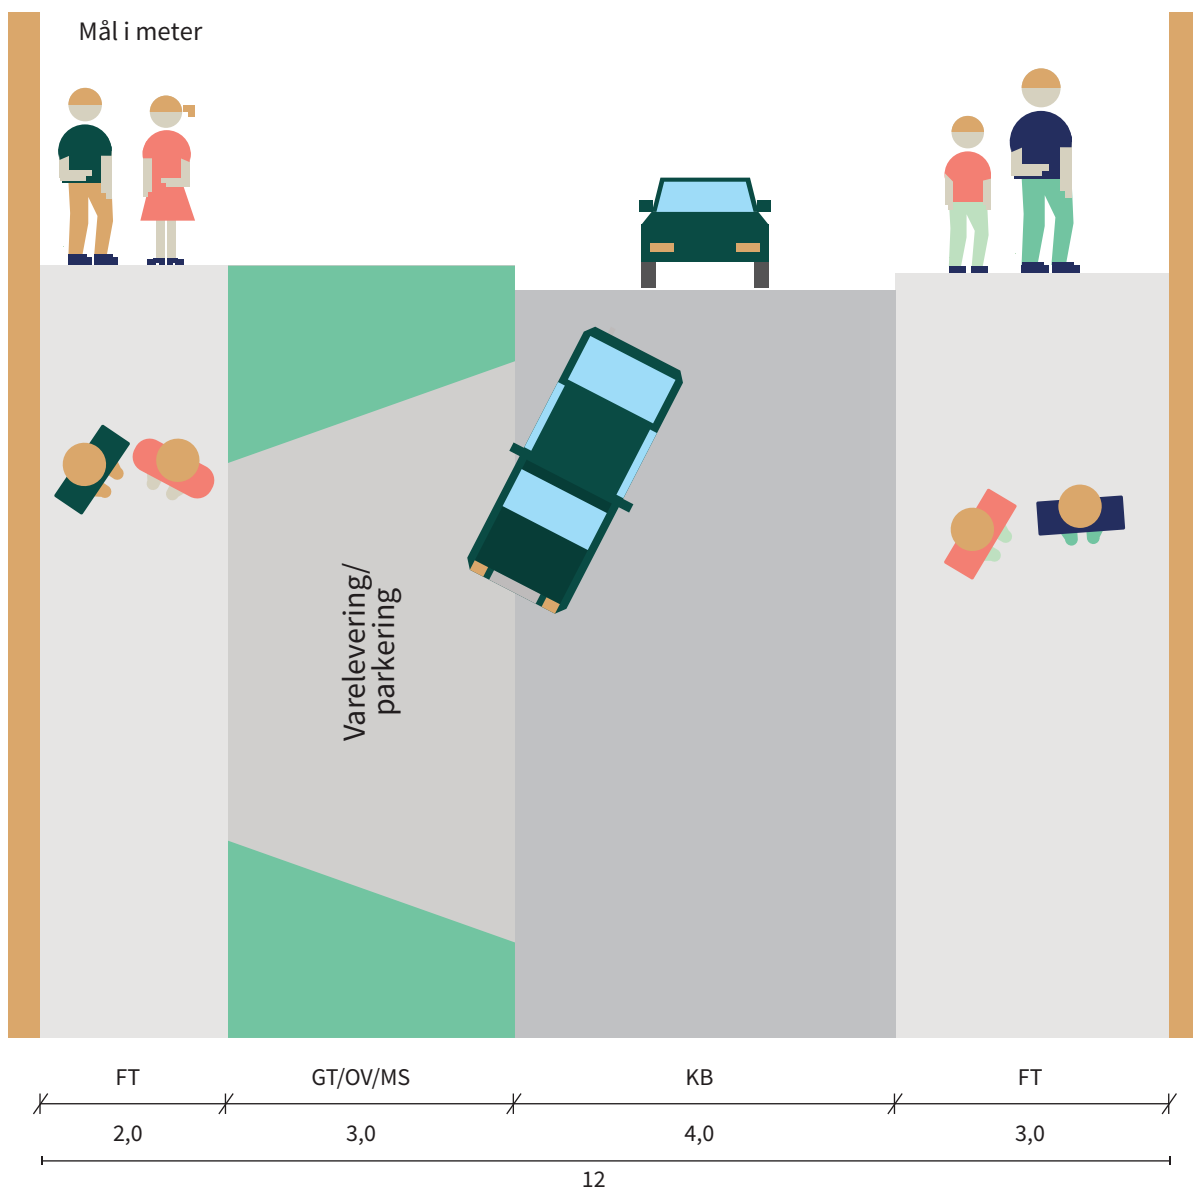 Mål i meter
Varelevering/
parkering
FT GT/OV/MS KB FT
2,0 3,0 4,0 3,0
12